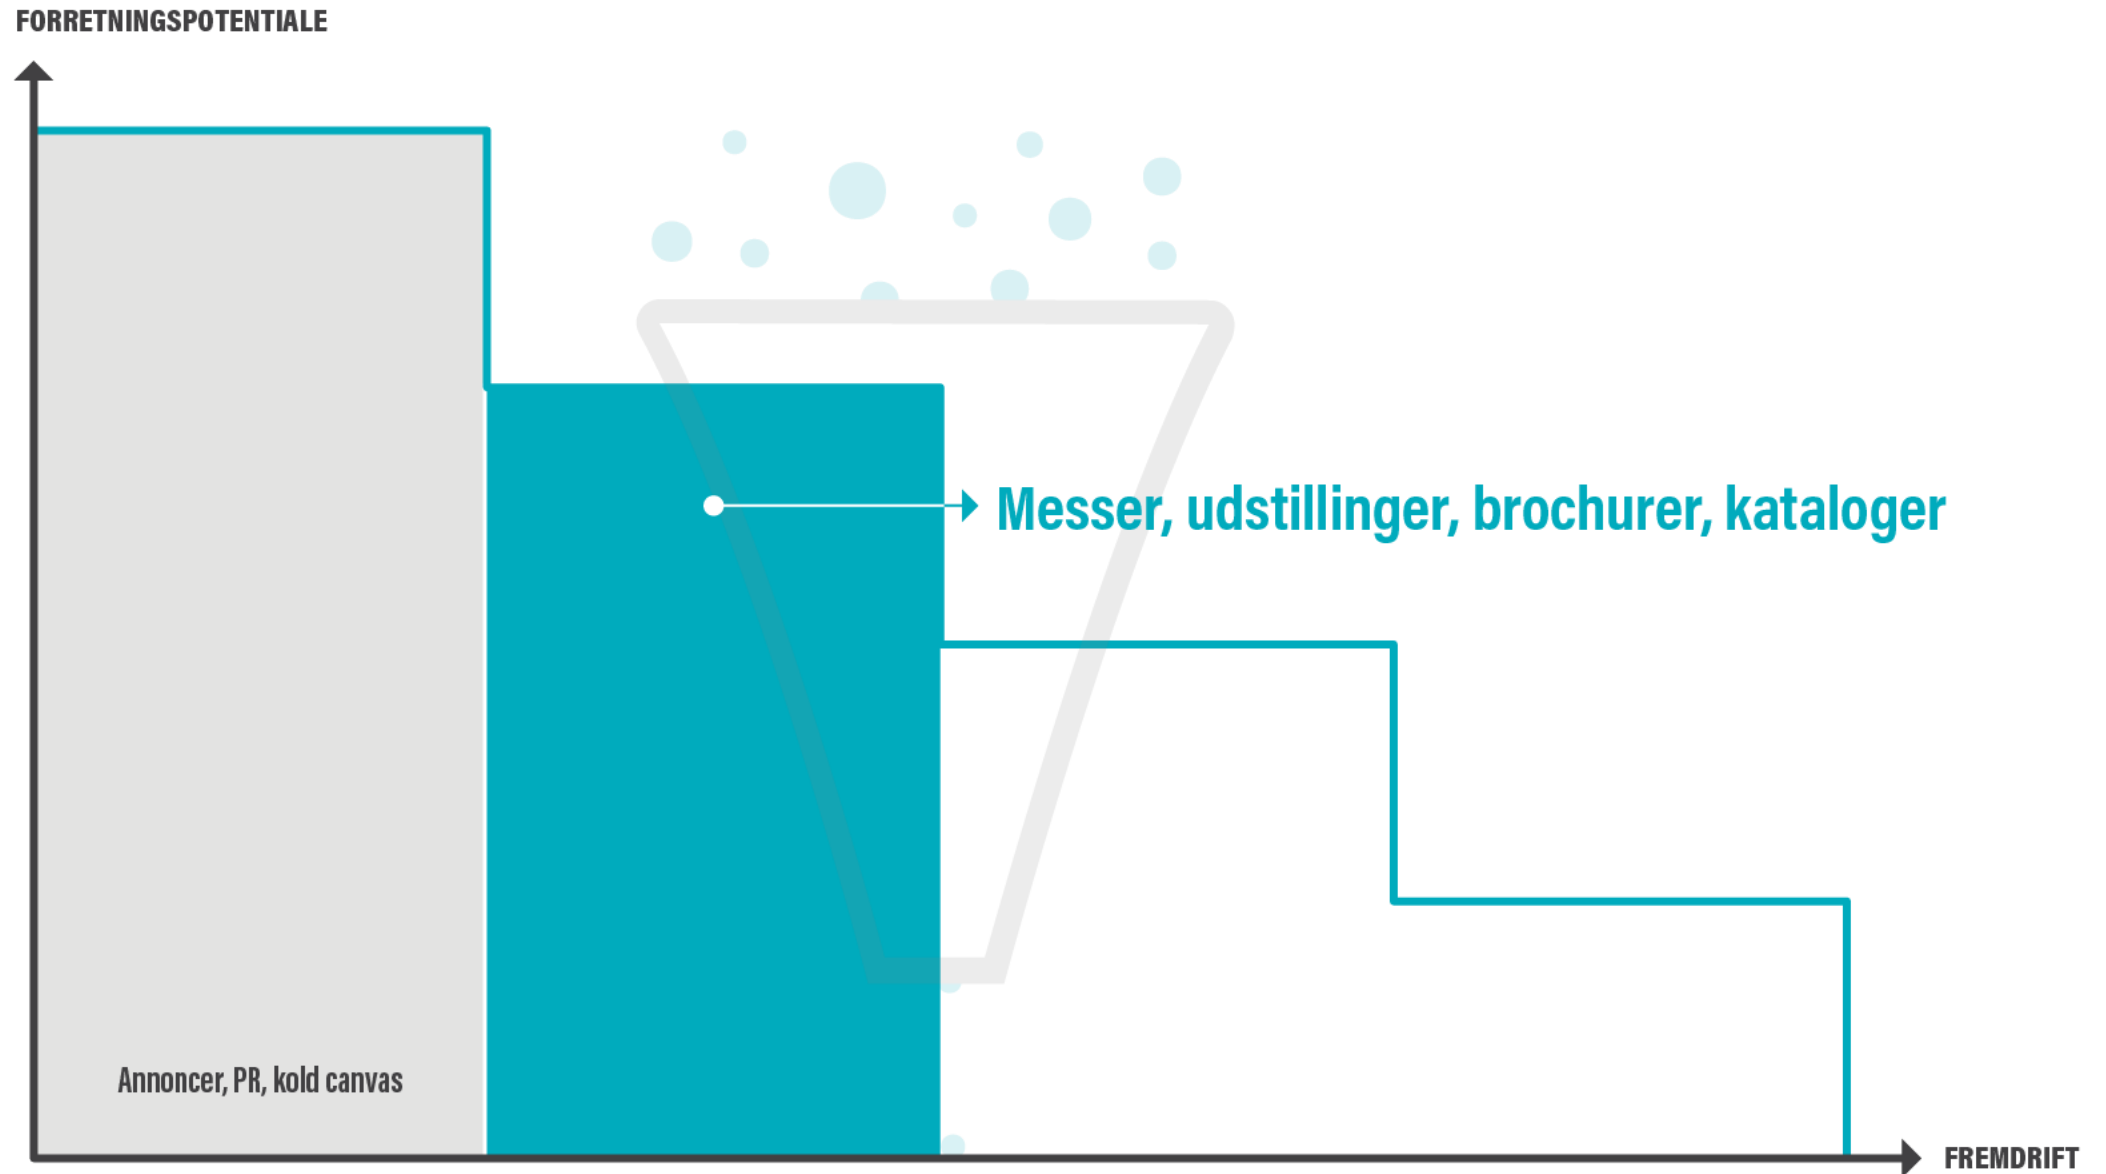 FORRETNINGSPOTENTIALE
Messer, udstillinger, brochurer, kataloger
Annoncer, PR, kold canvas
FREMDRIFT